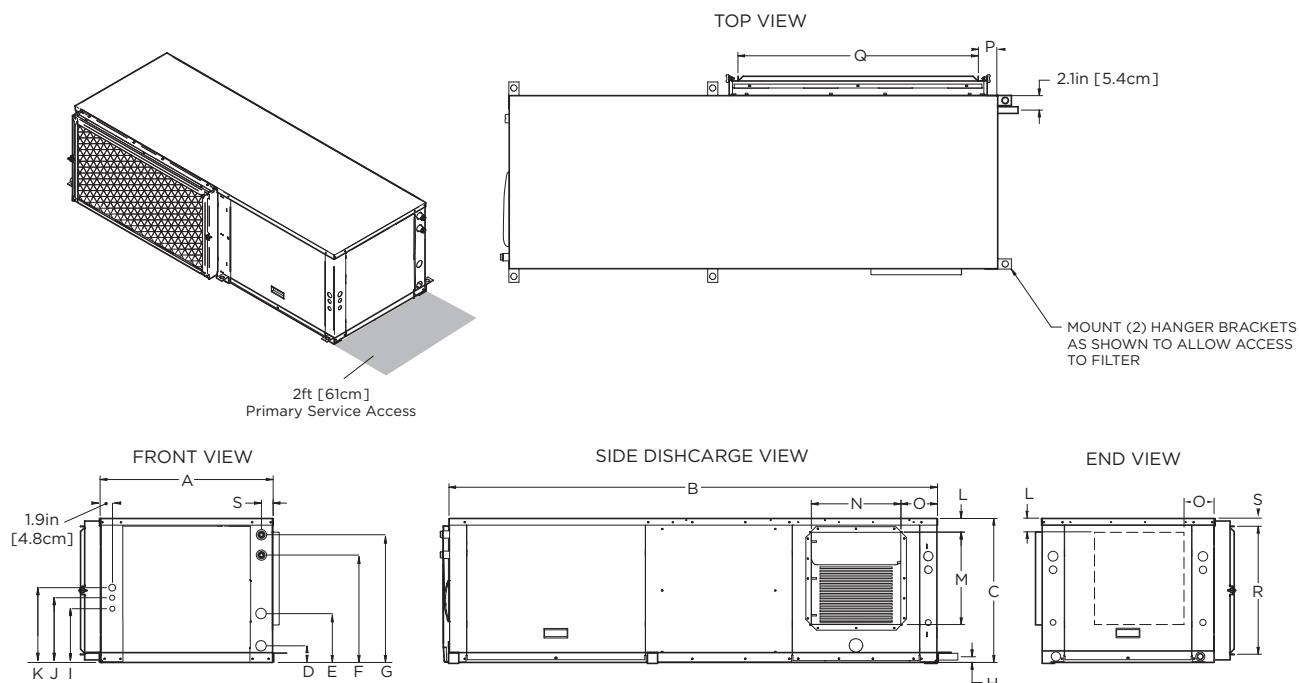 TOP VIEW
Q
P
2.1in [5.4cm]
MOUNT (2) HANGER BRACKETS
AS SHOWN TO ALLOW ACCESS
TO FILTER
2ft [61cm]
Primary Service Access
FRONT VIEW
A
S
1.9in
[4.8cm]
K
J
I
D
E
F
G
SIDE DISHCARGE VIEW
B
N
O
L
M
C
H
END VIEW
L
O
S
R